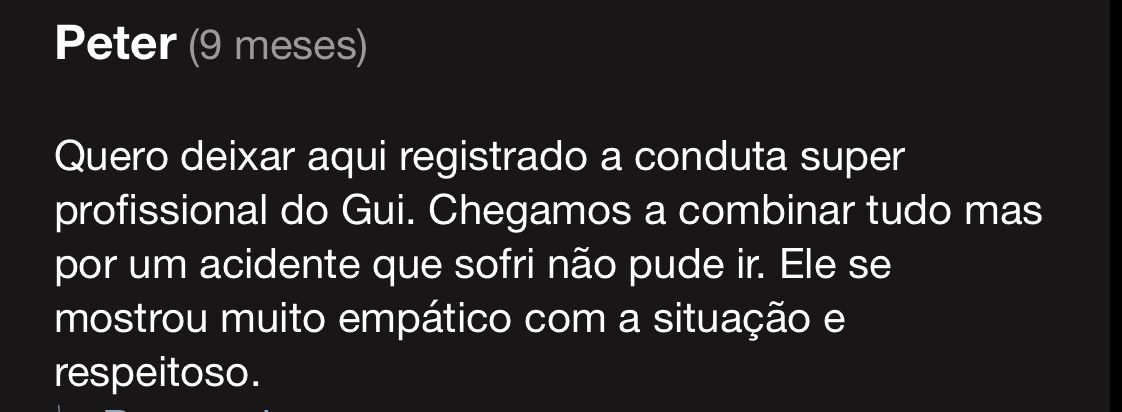 Peter (9 meses)
Quero deixar aqui registrado a conduta super
profissional do Gui. Chegamos a combinar tudo mas
por um acidente que sofri não pude ir. Ele se
mostrou muito empático com a situação e
respeitoso.